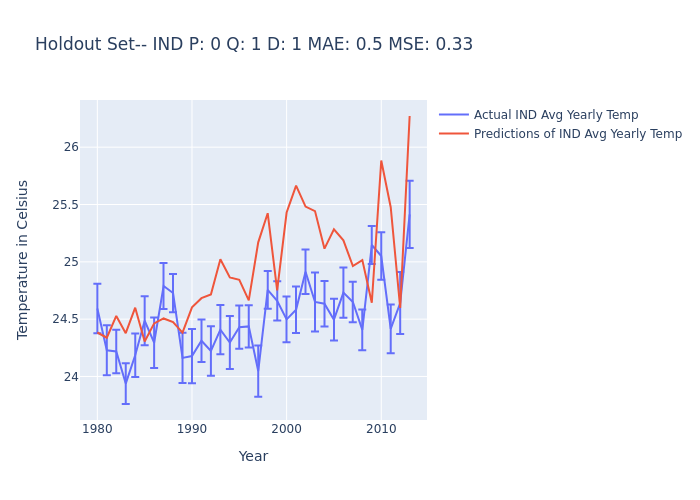 Holdout Set-- IND P: 0 Q: 1 D: 1 MAE: 0.5 MSE: 0.33
Actual IND Avg Yearly Temp
Predictions of IND Avg Yearly Temp
26
25.5
25
24.5
24
Temperature in Celsius
1980
1990
2000
2010
Year